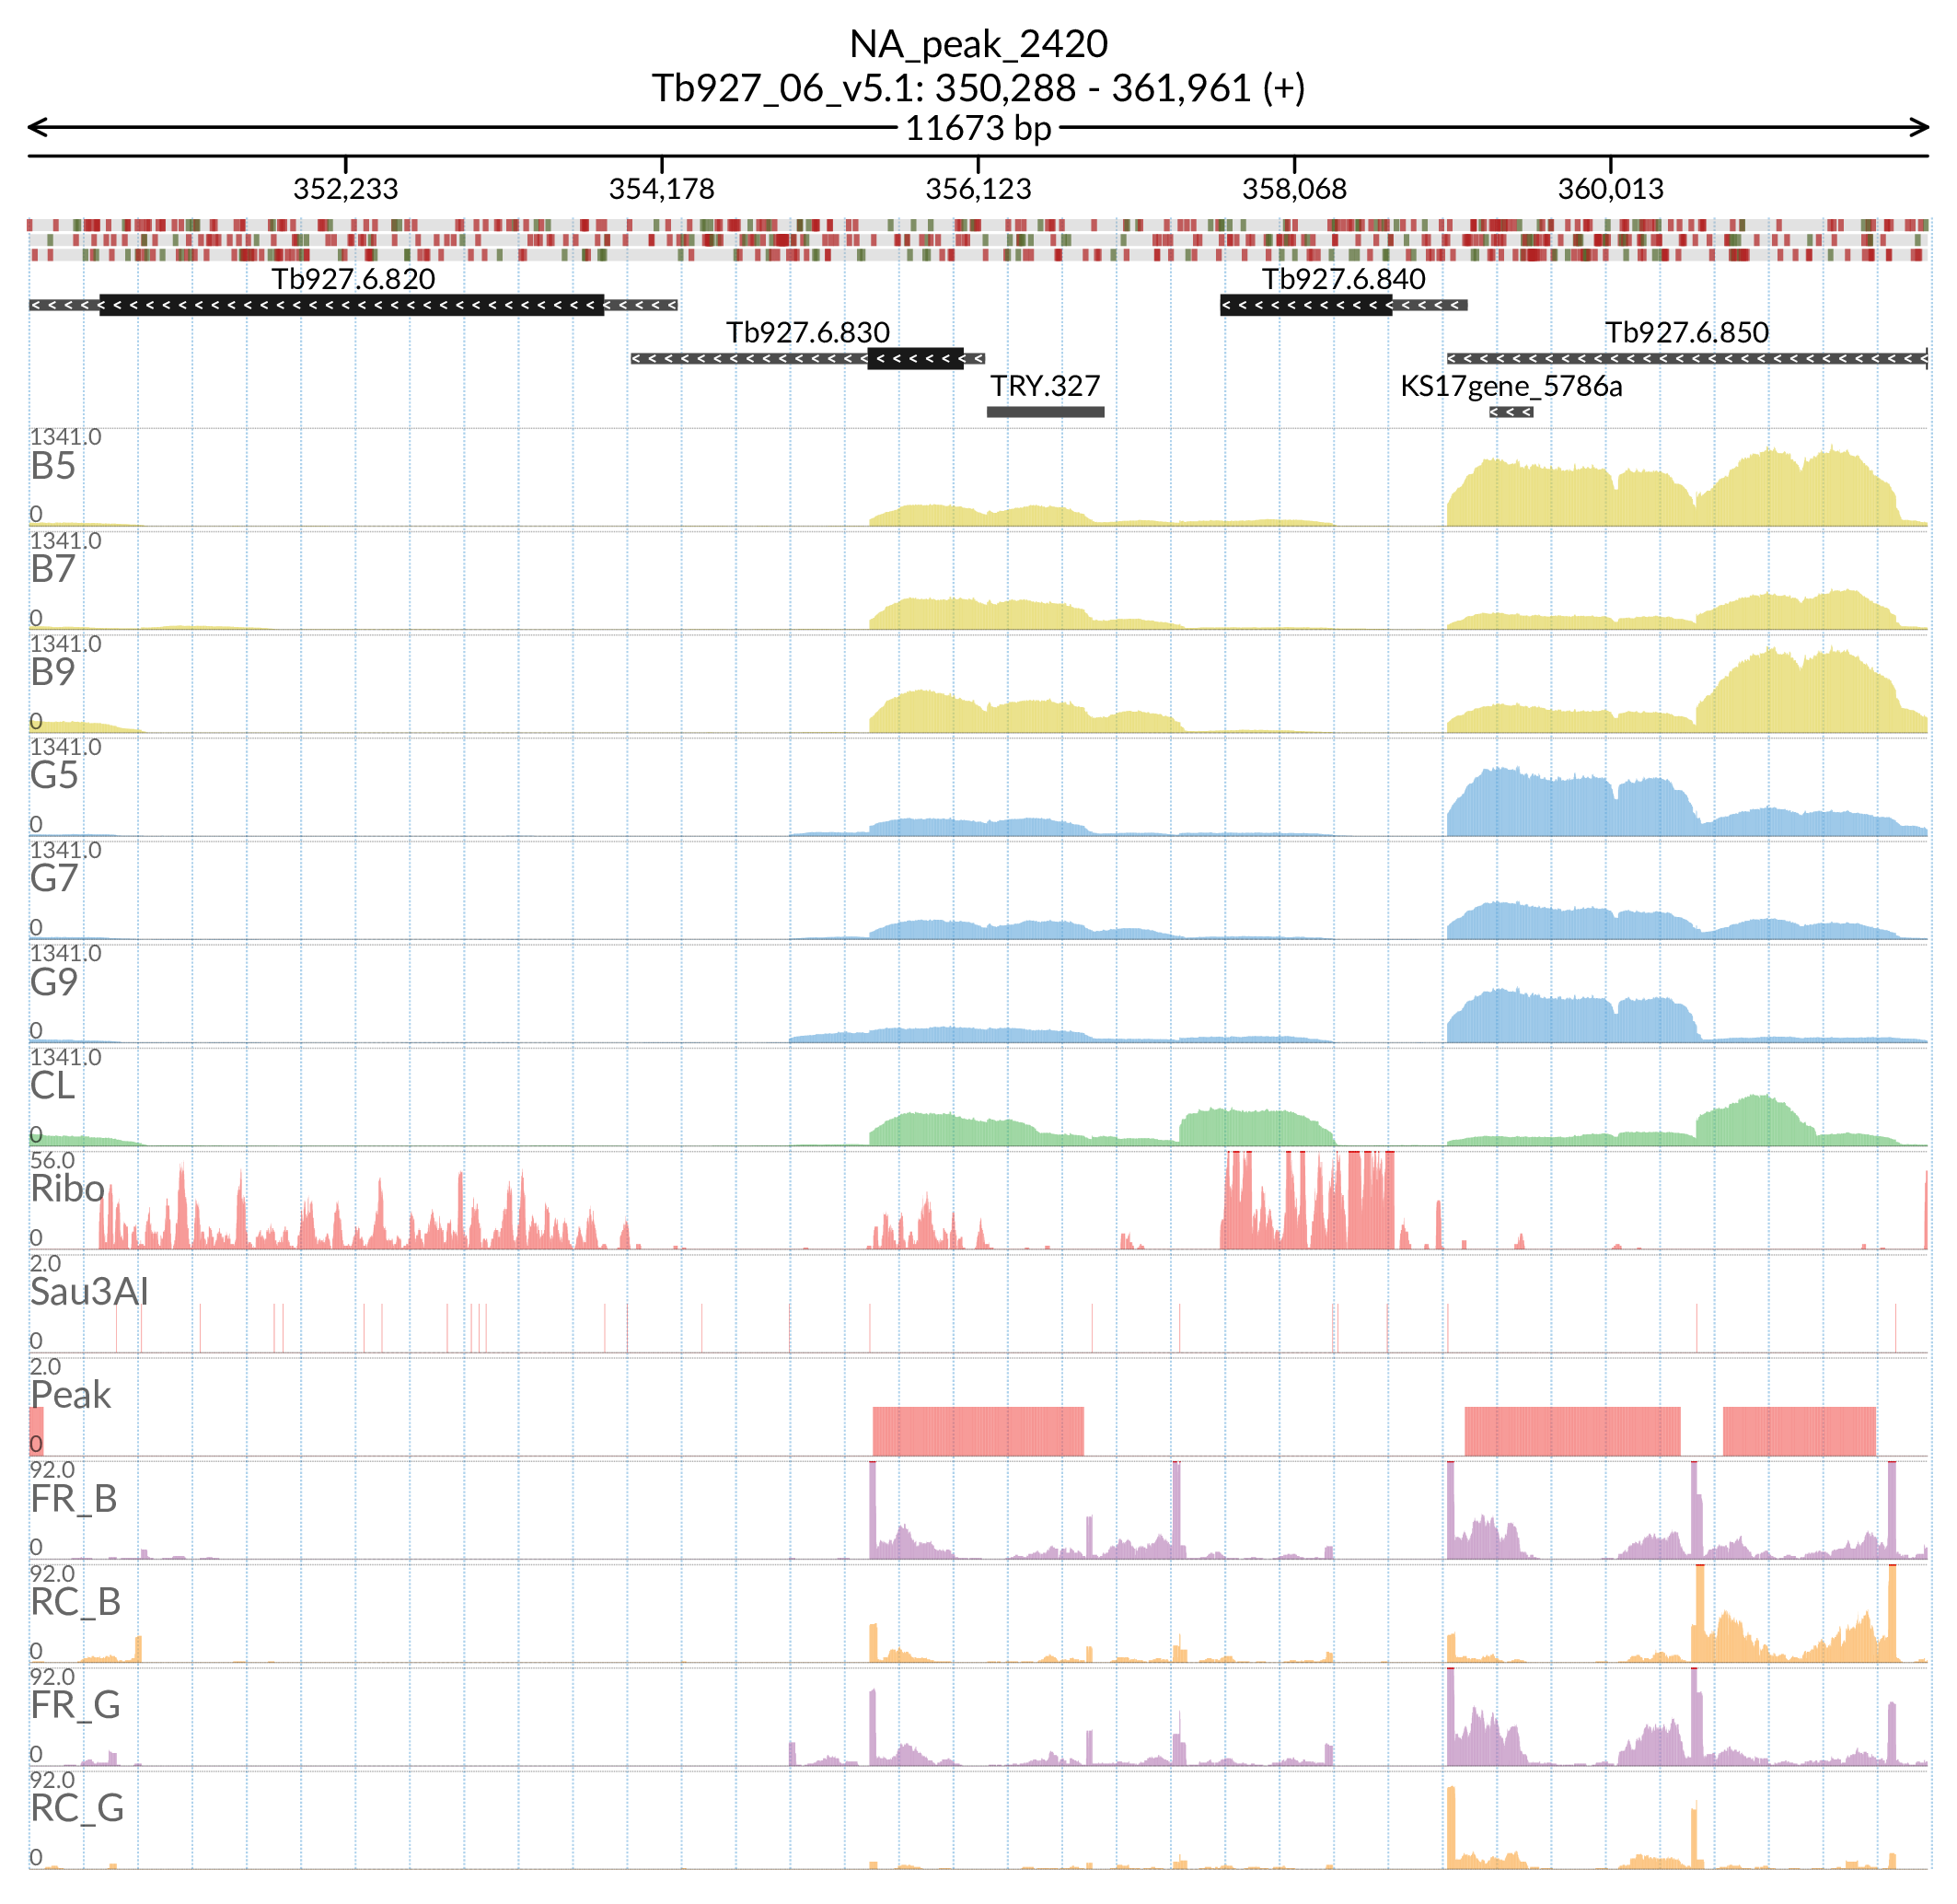 NA_peak_2420
Tb927_06_v5.1: 350,288 - 361,961 (+)
11673 bp
352,233 354,178 356,123 358,068 360,013
Tb927.6.820 Tb927.6.840
Tb927.6.830 Tb927.6.850
TRY.327 KS17gene_5786a
1341.0
B5
0
1341.0
B7
0
1341.0
B9
0
1341.0
G5
0
1341.0
G7
0
1341.0
G9
0
1341.0
CL
0
56.0
Ribo
0
2.0
Sau3AI
0
2.0
Peak
0
92.0
FR_B
0
92.0
RC_B
0
92.0
FR_G
0
92.0
RC_G
0